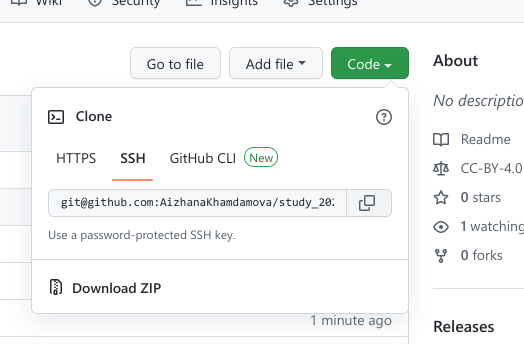 Wiki Security Insights Settings
Go to file Add file Code
About
No descriptio
Clone
Readme
HTTPS SSH GitHub CLI New
CC-BY-4.0
0 stars
git@github.com:AizhanaKhamdamova/study_202
1 watching
Use a password-protected SSH key.
0 forks
Download ZIP
1 minute ago
Releases